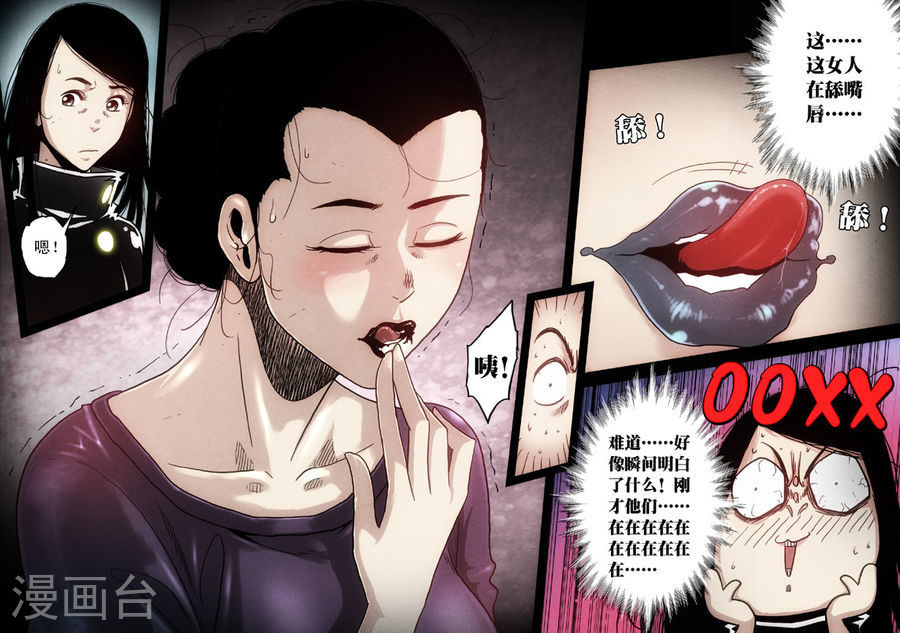 嗯！
咦！
舔！
舔！
这……
这女人
在舔嘴
唇……
难道……好
像瞬间明白
了什么！刚
才他们……
在在在在在
在在在在在
在……
OOXX
漫画台